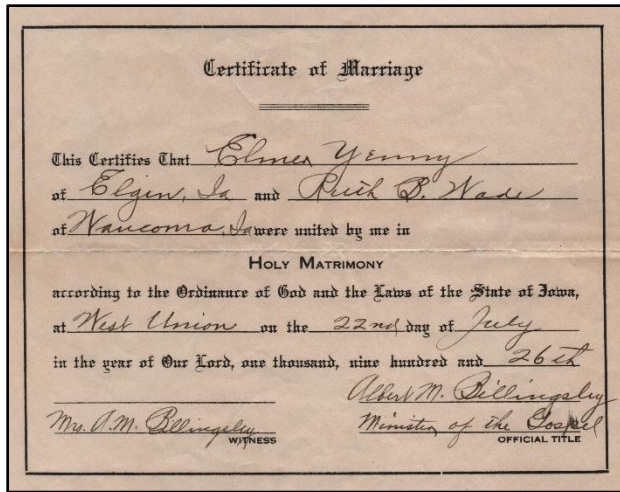 Certificate of Marriage
This Certifies That Elmer Yenny
of Elgin, Ia and Ruth B. Wade
of Waucoma, Ia were united by me in
HOLY MATRIMONY
according to the Ordinance of God and the Laws of the State of Iowa,
at West Union on the 22nd day of July
in the year of Our Lord, one thousand, nine hundred and 26th
Albert M. Billingsley
Mrs. A.M. Billingsley Minister of the Gospel
WITNESS OFFICIAL TITLE